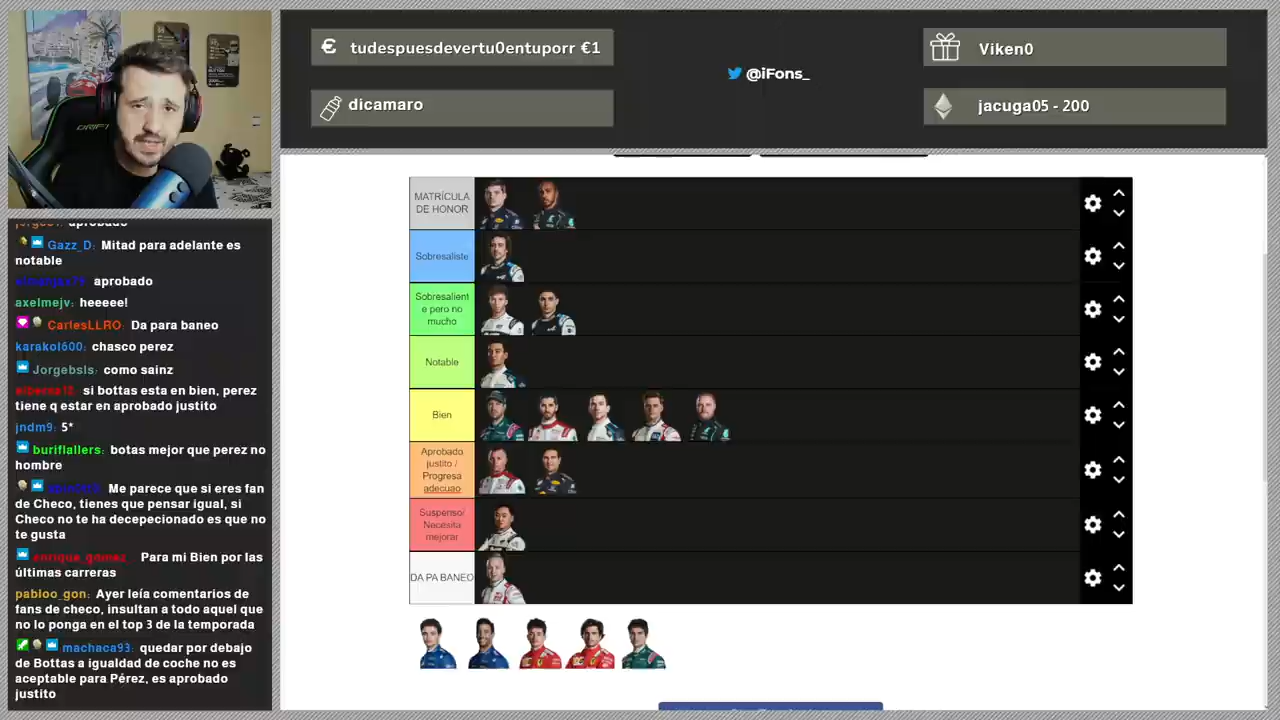 € tudespuesdevertu0entuporr €1
dicamaro
@iFons_
Viken0
jacuga05 - 200
aprobado
Gazz_D: Mitad para adelante es
notable
aprobado
axelmejv: heeeee!
CarlesLLRO: Da para baneo
karakol600: chasco perez
Jorgebsls: como sainz
si bottas esta en bien, perez
tiene q estar en aprobado justito
jndm9: 5*
buriflallers: botas mejor que perez no
hombre
Me parece que si eres fan
de Checo, tienes que pensar igual, si
Checo no te ha decepecionado es que no
te gusta
enrique_gomez_: Para mi Bien por las
últimas carreras
pabloo_gon: Ayer leía comentarios de
fans de checo, insultan a todo aquel que
no lo ponga en el top 3 de la temporada
machaca93: quedar por debajo
de Bottas a igualdad de coche no es
aceptable para Pérez, es aprobado
justito
MATRÍCULA
DE HONOR
Sobresaliste
Sobresalient
e pero no
mucho
Notable
Bien
Aprobado
justito /
Progresa
adecuao
Suspenso/
Necesita
mejorar
DA PA BANEO